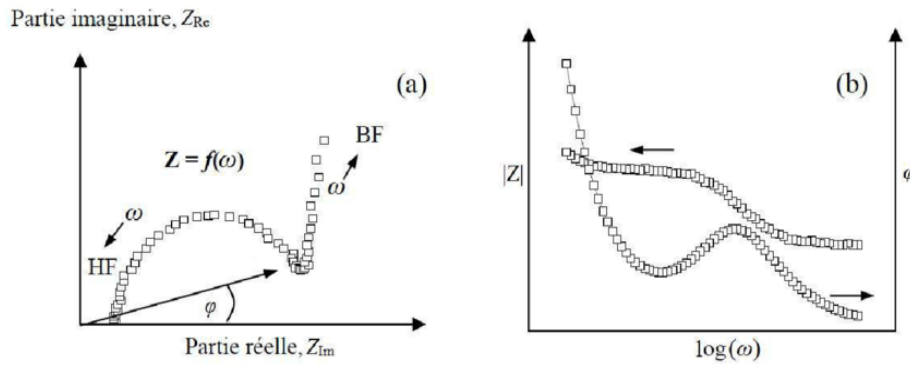 Partie imaginaire, Z_Re
(a)
BF
Z = f(ω)
ω
ω
HF
φ
Partie réelle, Z_Im
(b)
|Z|
φ
log(ω)